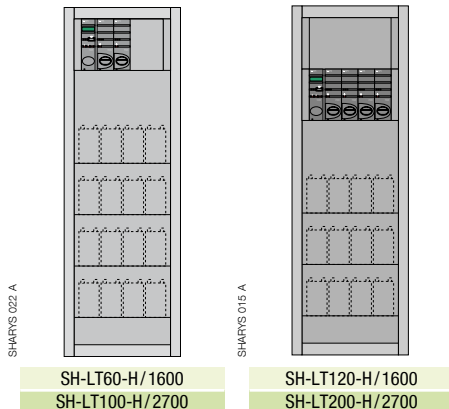 SHARYS 022 A
SHARYS 015 A
SH-LT60-H/1600
SH-LT100-H/2700
SH-LT120-H/1600
SH-LT200-H/2700